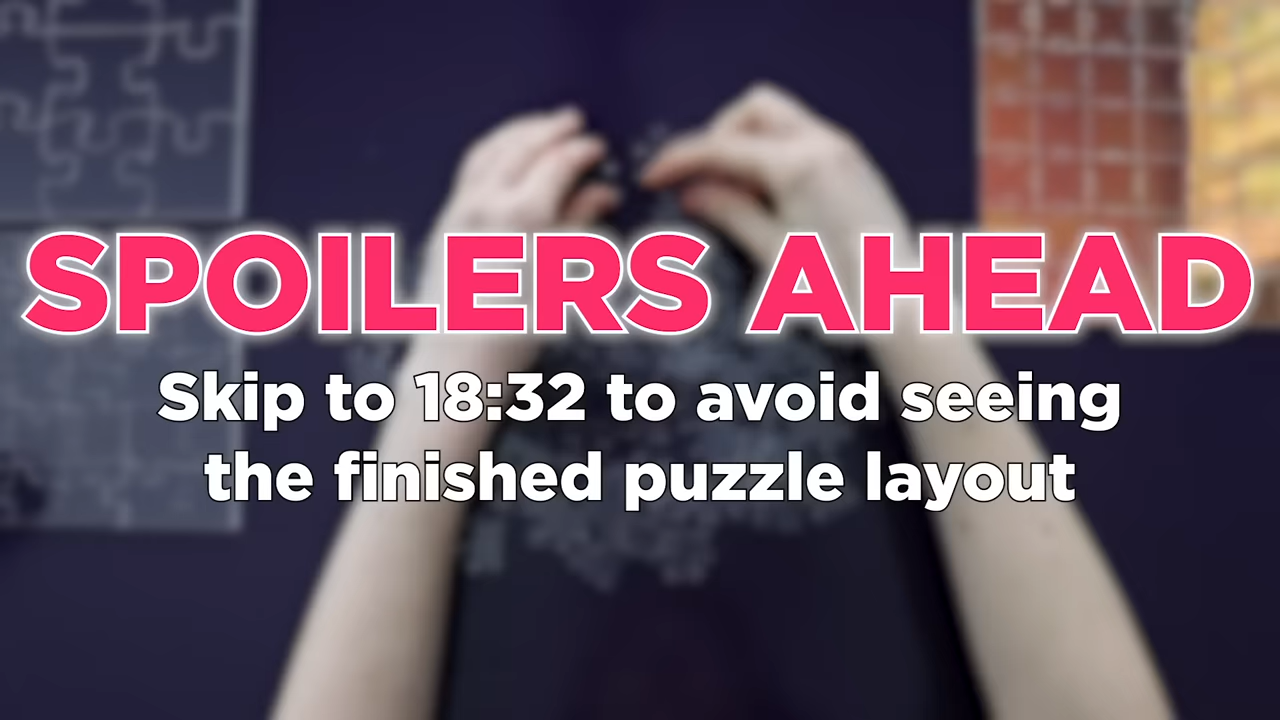 SPOILERS AHEAD
Skip to 18:32 to avoid seeing
the finished puzzle layout